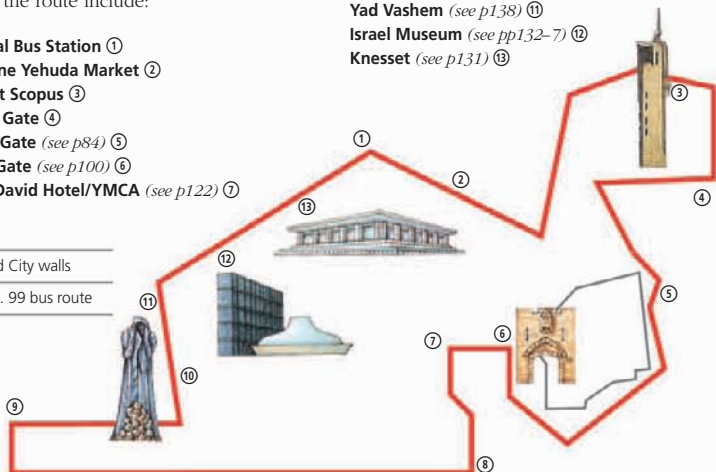 the route include:
al Bus Station ①
ne Yehuda Market ②
t Scopus ③
Gate ④
Gate (see p84) ⑤
Gate (see p100) ⑥
David Hotel/YMCA (see p122) ⑦
d City walls
. 99 bus route
Yad Vashem (see p138) ⑪
Israel Museum (see pp132–7) ⑫
Knesset (see p131) ⑬
①
②
③
④
⑤
⑥
⑦
⑧
⑨
⑩
⑪
⑫
⑬